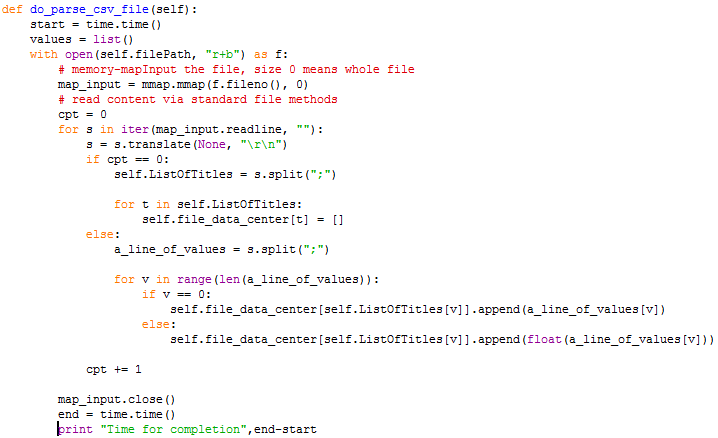 def do_parse_csv_file(self):
    start = time.time()
    values = list()
    with open(self.filePath, "r+b") as f:
        # memory-mapInput the file, size 0 means whole file
        map_input = mmap.mmap(f.fileno(), 0)
        # read content via standard file methods
        cpt = 0
        for s in iter(map_input.readline, ""):
            s = s.translate(None, "\r\n")
            if cpt == 0:
                self.ListOfTitles = s.split(";")

                for t in self.ListOfTitles:
                    self.file_data_center[t] = []
            else:
                a_line_of_values = s.split(";")

                for v in range(len(a_line_of_values)):
                    if v == 0:
                        self.file_data_center[self.ListOfTitles[v]].append(a_line_of_values[v])
                    else:
                        self.file_data_center[self.ListOfTitles[v]].append(float(a_line_of_values[v]))

            cpt += 1

        map_input.close()
        end = time.time()
        print "Time for completion",end-start